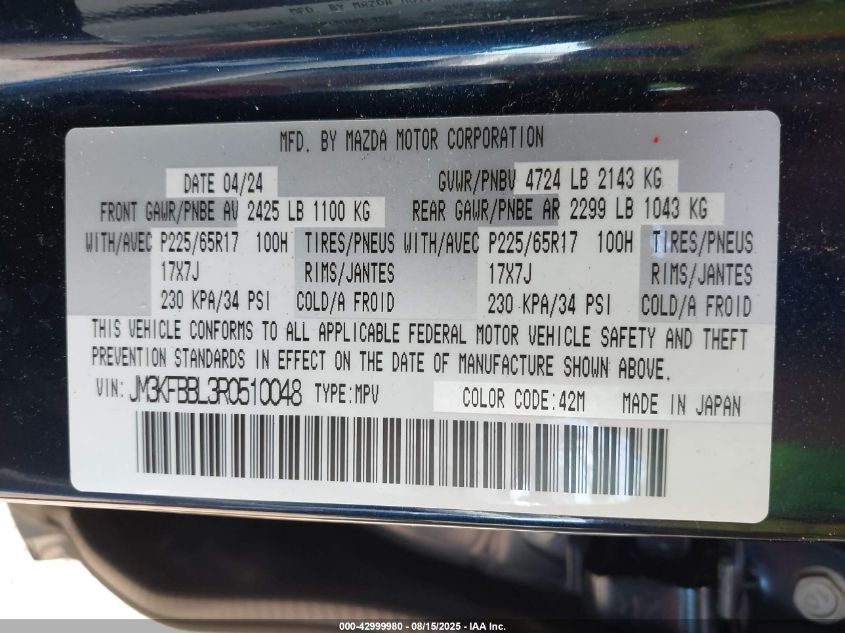 MFD. BY MAZDA MOTOR CORPORATION
DATE 04/24 GVWR/PNBV 4724 LB 2143 KG
FRONT GAWR/PNBE AV 2425 LB 1100 KG REAR GAWR/PNBE AR 2299 LB 1043 KG
WITH/AVEC P225/65R17 100H TIRES/PNEUS WITH/AVEC P225/65R17 100H TIRES/PNEUS
17X7J RIMS/JANTES 17X7J RIMS/JANTES
230 KPA/34 PSI COLD/A FROID 230 KPA/34 PSI COLD/A FROID
THIS VEHICLE CONFORMS TO ALL APPLICABLE FEDERAL MOTOR VEHICLE SAFETY AND THEFT
PREVENTION STANDARDS IN EFFECT ON THE DATE OF MANUFACTURE SHOWN ABOVE.
VIN: JM3KFBBL3R0510048 TYPE:MPV COLOR CODE:42M MADE IN JAPAN
000-42999980 - 08/15/2025 - IAA Inc.